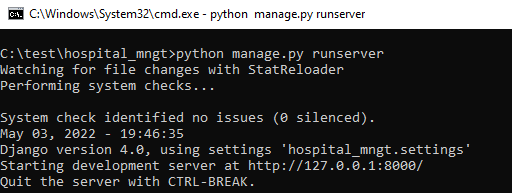 C:\Windows\System32\cmd.exe - python  manage.py runserver
C:\test\hospital_mngt>python manage.py runserver
Watching for file changes with StatReloader
Performing system checks...
System check identified no issues (0 silenced).
May 03, 2022 - 19:46:35
Django version 4.0, using settings 'hospital_mngt.settings'
Starting development server at http://127.0.0.1:8000/
Quit the server with CTRL-BREAK.